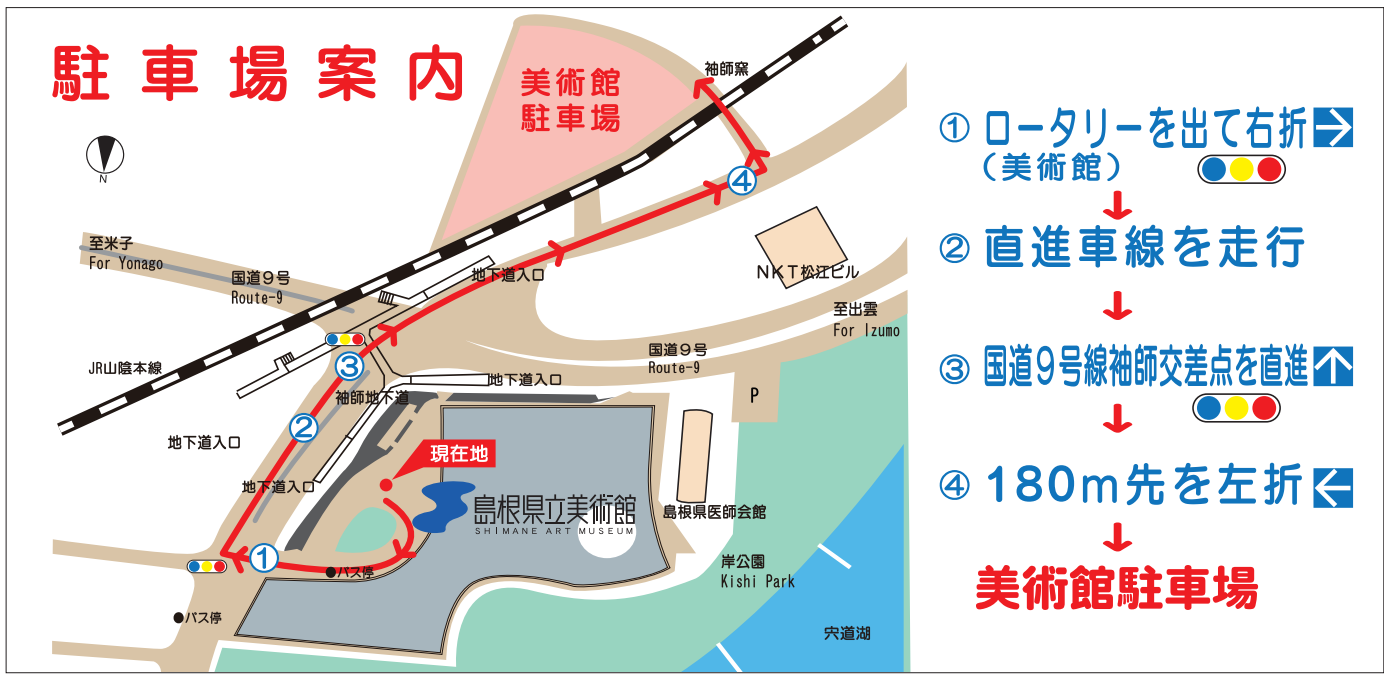 駐車場案内
美術館
駐車場
袖師窯
④
N
至米子
For Yonago
国道9号
Route-9
地下道入口
NKT松江ビル
至出雲
For Izumo
国道9号
Route-9
JR山陰本線
③
地下道入口
袖師地下道
P
②
地下道入口
現在地
地下道入口
島根県立美術館
SHIMANE ART MUSEUM
島根県医師会館
①
バス停
岸公園
Kishi Park
バス停
宍道湖
① ロータリーを出て右折→
(美術館)
↓
② 直進車線を走行
↓
③ 国道9号線袖師交差点を直進↑
↓
④ 180m先を左折←
↓
美術館駐車場